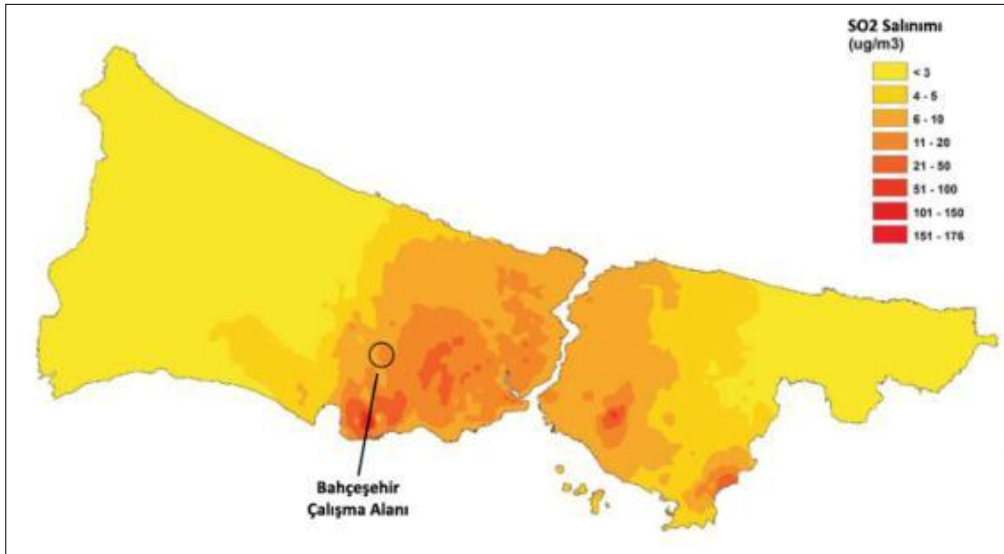 SO2 Salınımı
(ug/m3)
< 3
4 - 5
6 - 10
11 - 20
21 - 50
51 - 100
101 - 150
151 - 176
Bahçeşehir
Çalışma Alanı